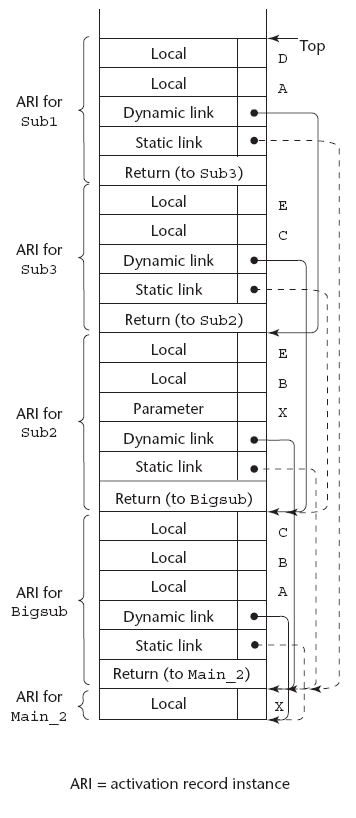 Top
ARI for
Sub1
Local D
Local A
Dynamic link
Static link
Return (to Sub3)
ARI for
Sub3
Local E
Local C
Dynamic link
Static link
Return (to Sub2)
ARI for
Sub2
Local E
Local B
Parameter X
Dynamic link
Static link
Return (to Bigsub)
ARI for
Bigsub
Local C
Local B
Local A
Dynamic link
Static link
Return (to Main_2)
ARI for
Main_2
Local X
ARI = activation record instance